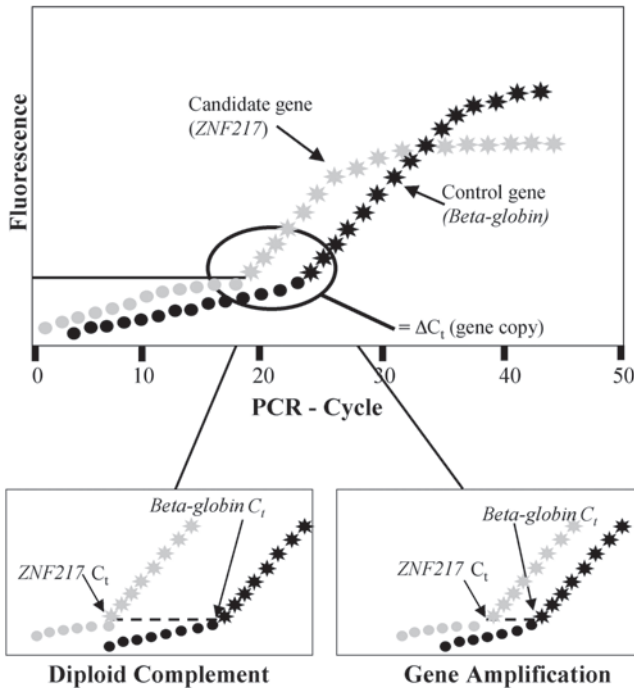 Fluorescence
Candidate gene
(ZNF217)
Control gene
(Beta-globin)
= ΔCt (gene copy)
0 10 20 30 40 50
PCR - Cycle
Beta-globin Ct
ZNF217 Ct
Diploid Complement
Beta-globin Ct
ZNF217 Ct
Gene Amplification